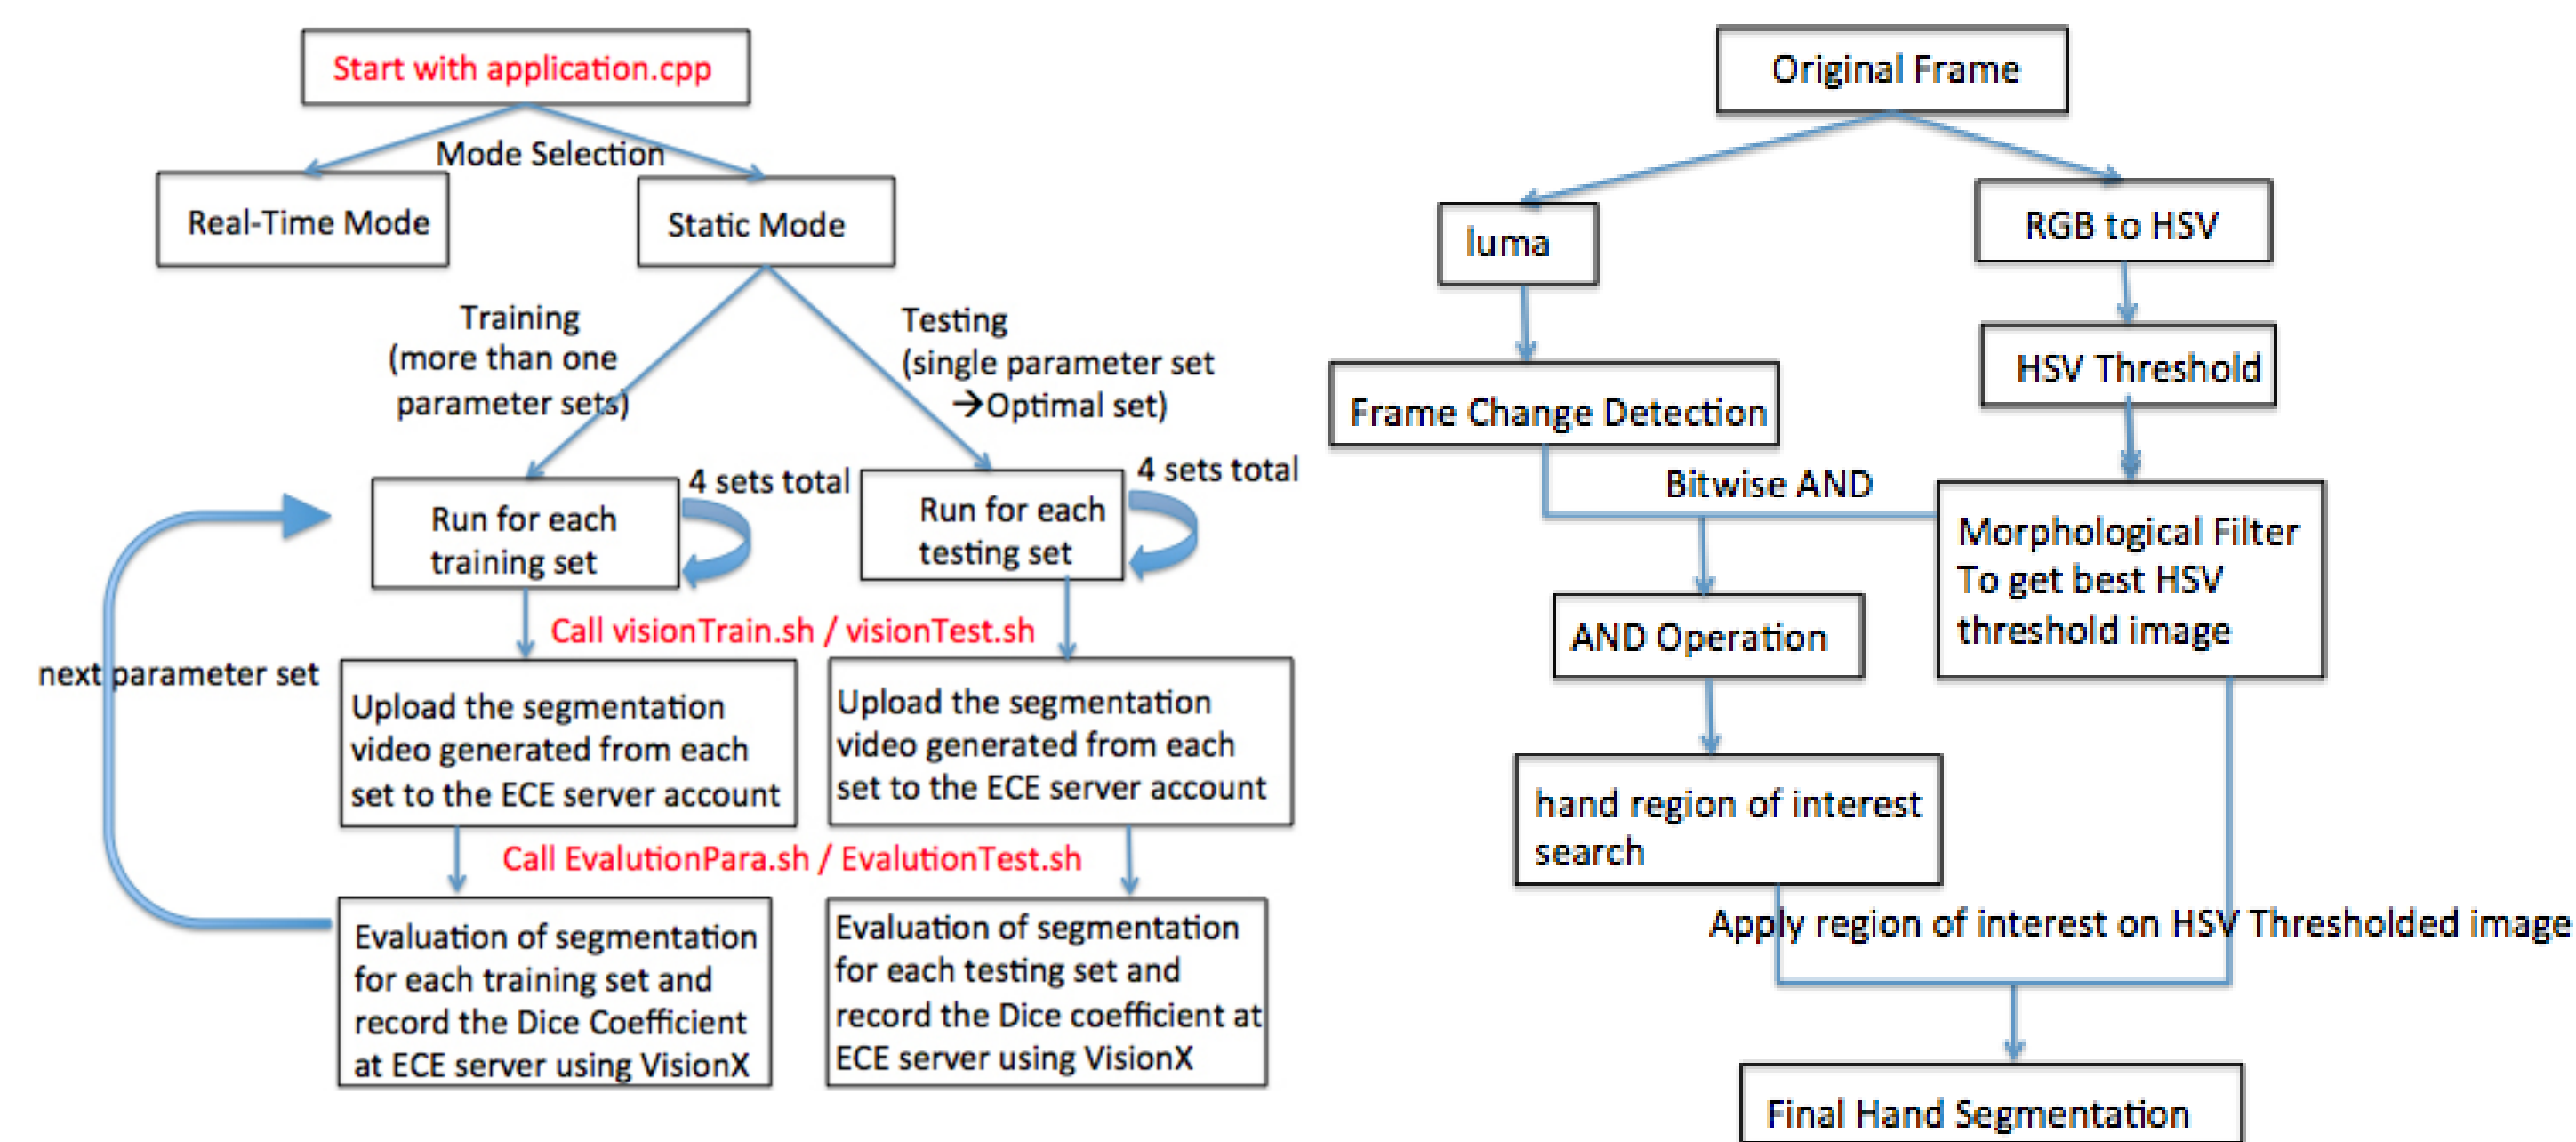 Start with application.cpp
Mode Selection
Real-Time Mode
Static Mode
Training
(more than one
parameter sets)
Testing
(single parameter set
→Optimal set)
Run for each
training set
4 sets total
Run for each
testing set
4 sets total
Call visionTrain.sh / visionTest.sh
next parameter set
Upload the segmentation
video generated from each
set to the ECE server account
Upload the segmentation
video generated from each
set to the ECE server account
Call EvalutionPara.sh / EvalutionTest.sh
Evaluation of segmentation
for each training set and
record the Dice Coefficient
at ECE server using VisionX
Evaluation of segmentation
for each testing set and
record the Dice coefficient at
ECE server using VisionX
Original Frame
luma
RGB to HSV
HSV Threshold
Frame Change Detection
Bitwise AND
Morphological Filter
To get best HSV
threshold image
AND Operation
hand region of interest
search
Apply region of interest on HSV Thresholded image
Final Hand Segmentation